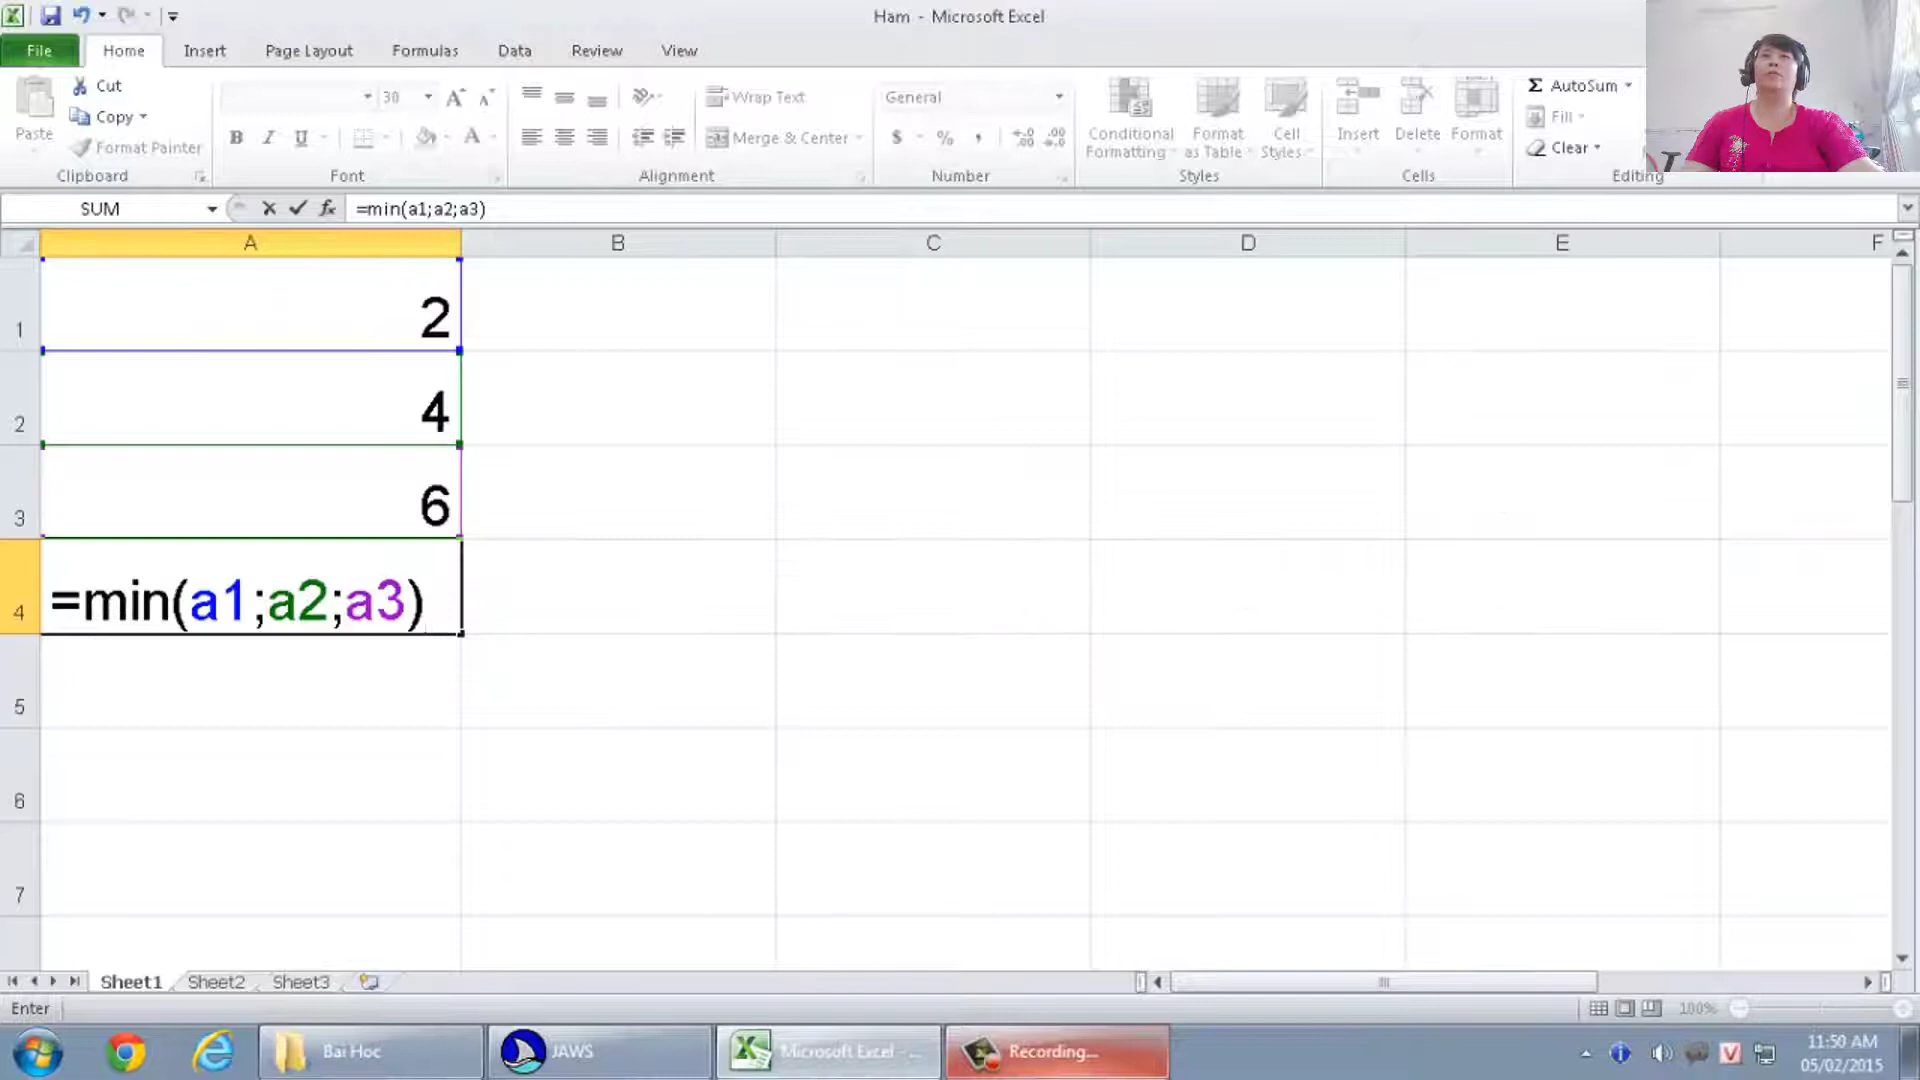 Ham - Microsoft Excel
File Home Insert Page Layout Formulas Data Review View
Paste
Cut
Copy
Format Painter
Clipboard
30
B I U
Font
Wrap Text
Merge & Center
Alignment
General
$ % ,
Number
Conditional Formatting
Format as Table
Cell Styles
Styles
Insert Delete Format
Cells
Σ AutoSum
Fill
Clear
Editing
SUM fx =min(a1;a2;a3)
A B C D E F
1 2
2 4
3 6
4 =min(a1;a2;a3)
5
6
7
Sheet1 Sheet2 Sheet3
Enter 100%
Bai Hoc JAWS Microsoft Excel - ... Recording... 11:50 AM
05/02/2015